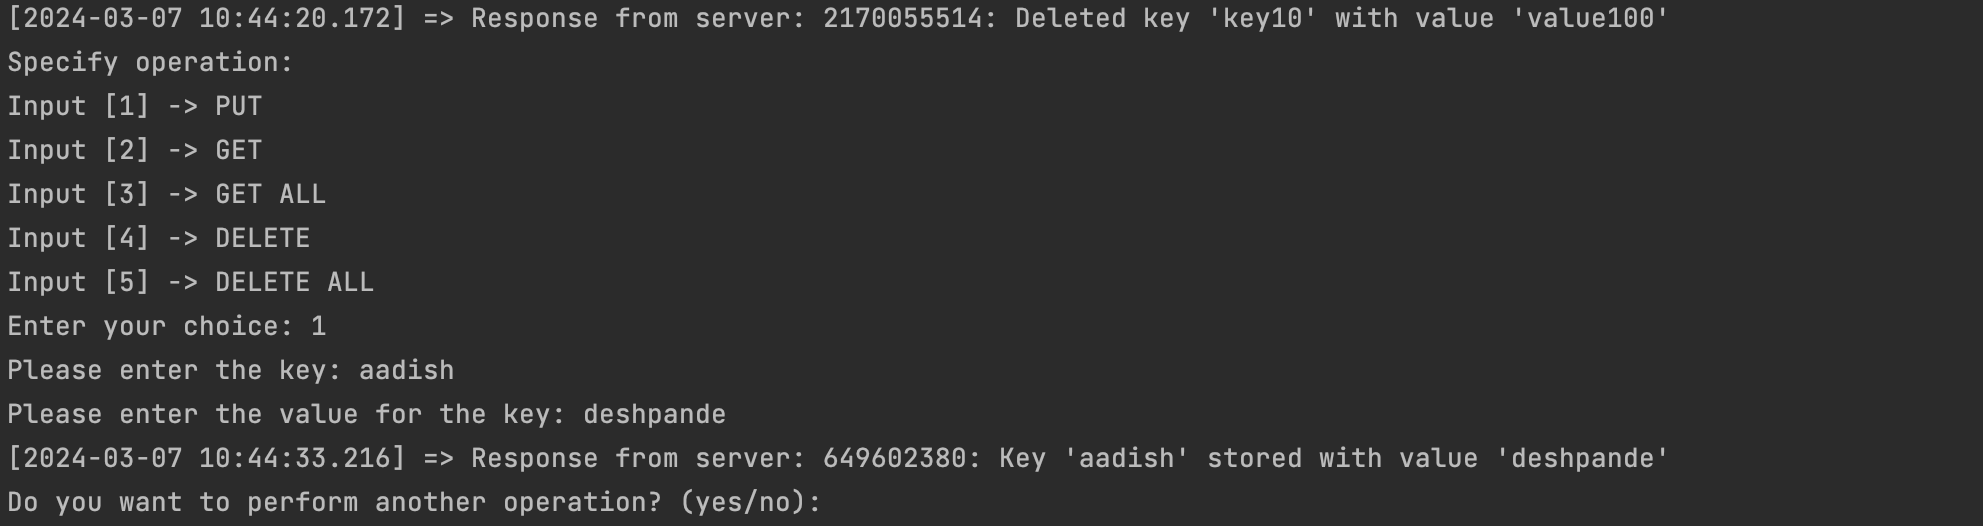 [2024-03-07 10:44:20.172] => Response from server: 2170055514: Deleted key 'key10' with value 'value100'
Specify operation:
Input [1] -> PUT
Input [2] -> GET
Input [3] -> GET ALL
Input [4] -> DELETE
Input [5] -> DELETE ALL
Enter your choice: 1
Please enter the key: aadish
Please enter the value for the key: deshpande
[2024-03-07 10:44:33.216] => Response from server: 649602380: Key 'aadish' stored with value 'deshpande'
Do you want to perform another operation? (yes/no):